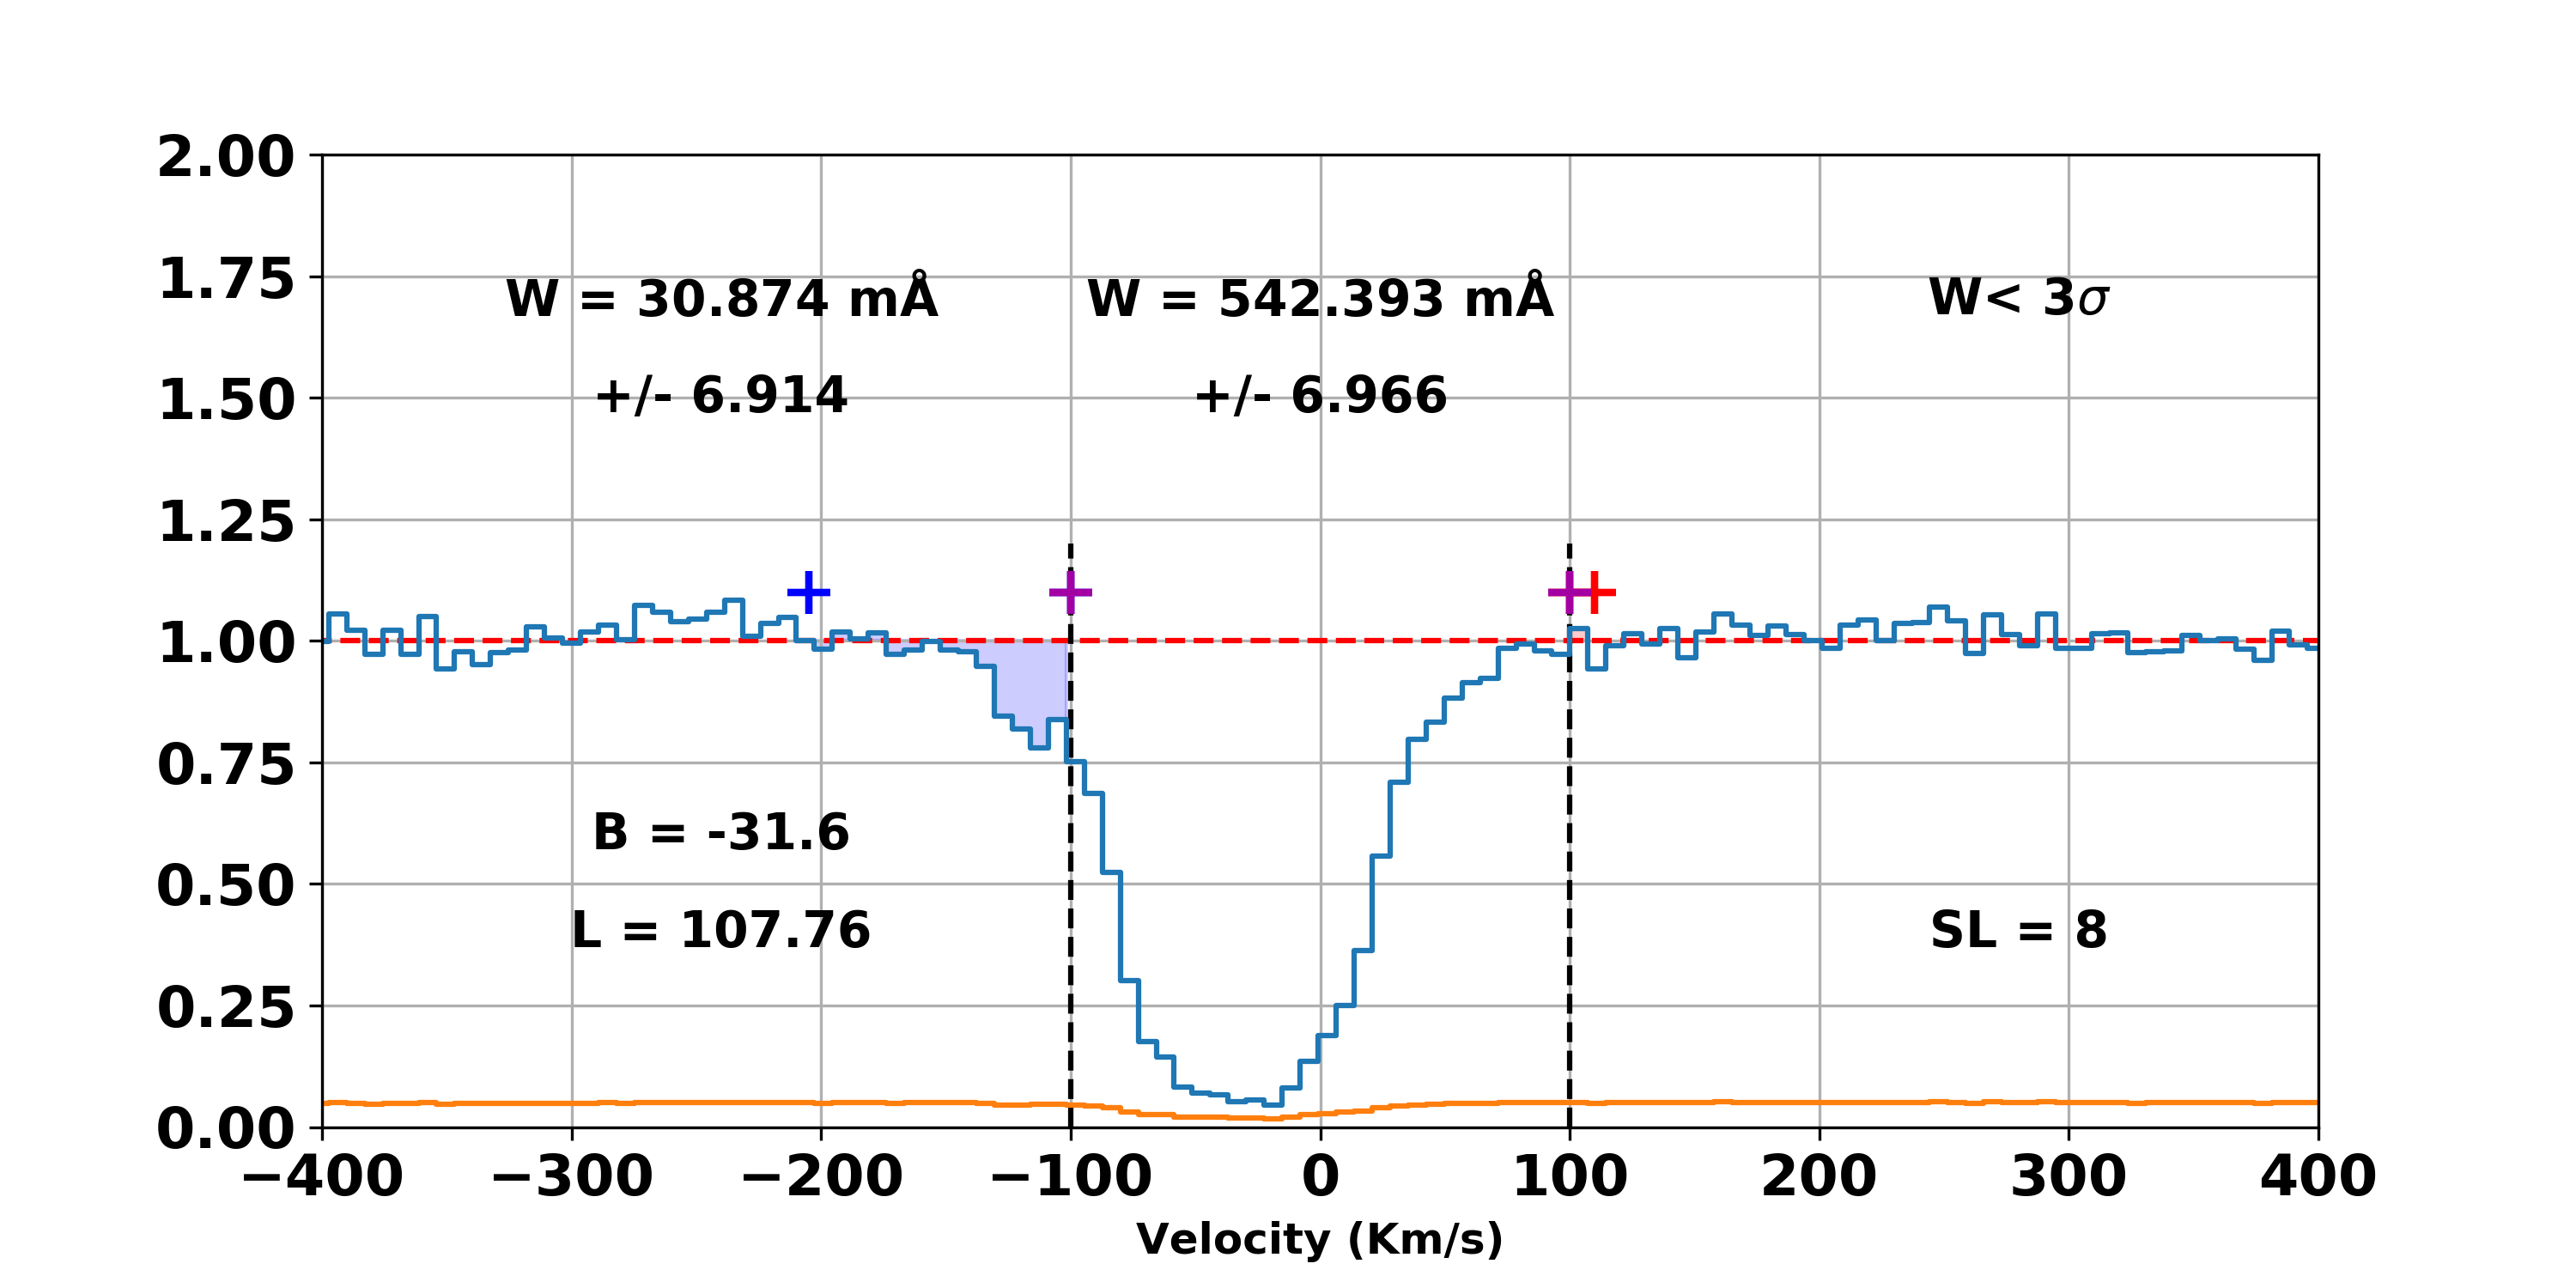 2.00
1.75
1.50
1.25
1.00
0.75
0.50
0.25
0.00
W = 30.874 mÅ
+/- 6.914
W = 542.393 mÅ
+/- 6.966
W< 3σ
B = -31.6
L = 107.76
SL = 8
−400 −300 −200 −100 0 100 200 300 400
Velocity (Km/s)